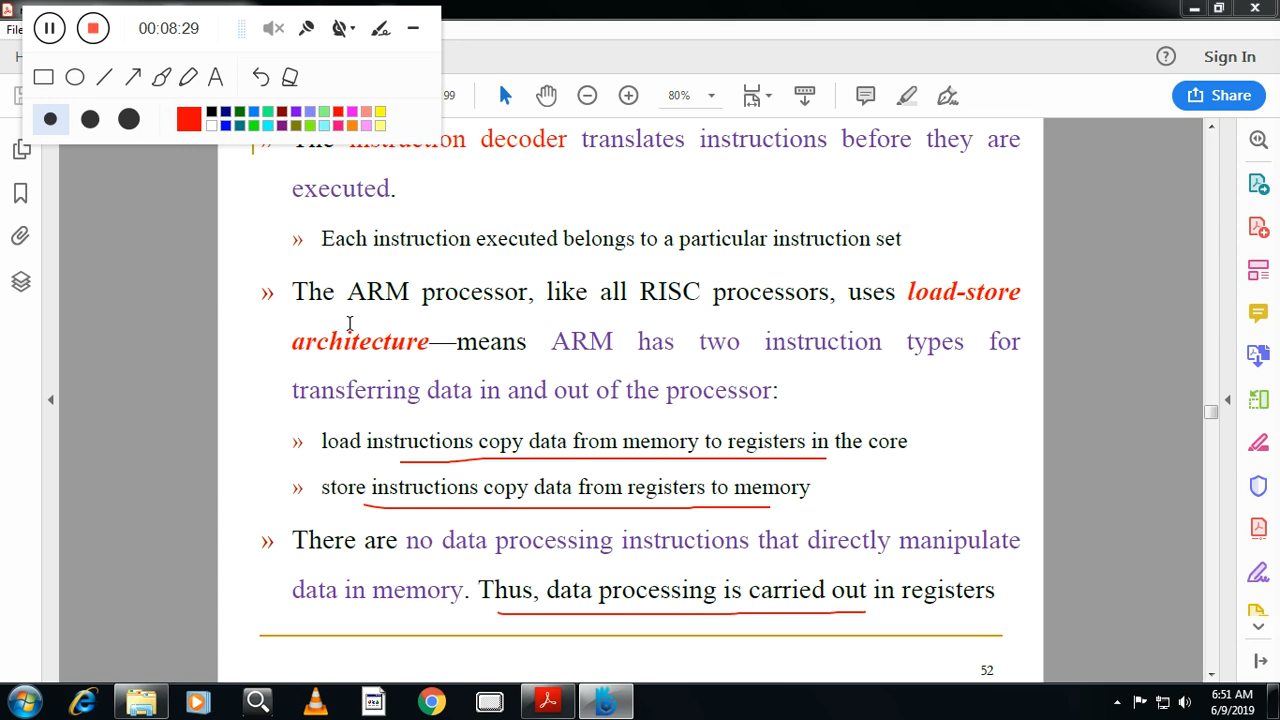 File
00:08:29
Sign In
99
80%
Share
The instruction decoder translates instructions before they are
executed.
» Each instruction executed belongs to a particular instruction set
» The ARM processor, like all RISC processors, uses load-store
architecture—means ARM has two instruction types for
transferring data in and out of the processor:
» load instructions copy data from memory to registers in the core
» store instructions copy data from registers to memory
» There are no data processing instructions that directly manipulate
data in memory. Thus, data processing is carried out in registers
52
6:51 AM
6/9/2019